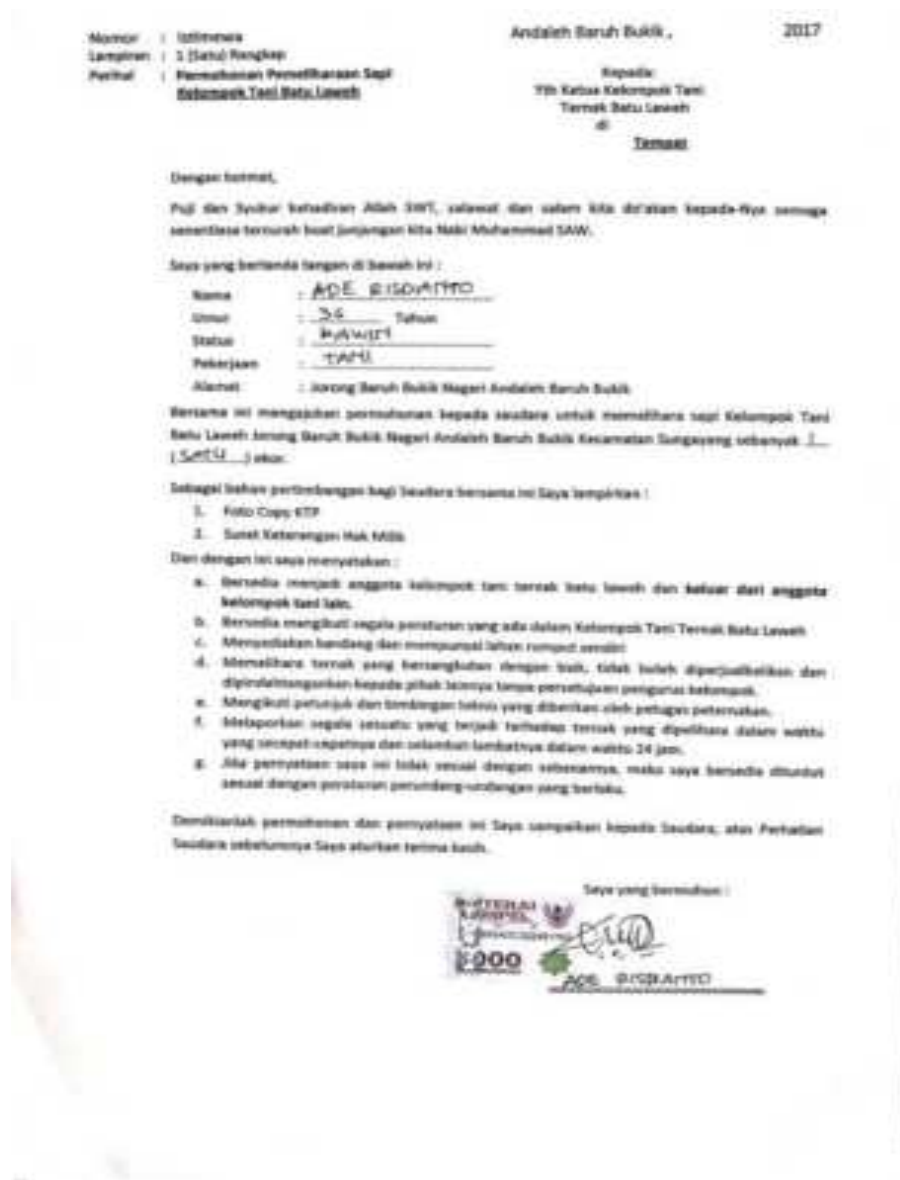 Nomor : Istimewa
Lampiran : 1 (Satu) Rangkap
Perihal : Permohonan Pemeliharaan Sapi
Kelompok Tani Batu Laweh
Andaleh Baruh Bukik , 2017
Kepada:
Yth Ketua Kelompok Tani
Ternak Batu Laweh
di
Tempat
Dengan hormat,
Puji dan Syukur kehadiran Allah SWT, salawat dan salam kita do'akan kepada-Nya semoga
senantiasa tercurah buat junjungan kita Nabi Muhammad SAW.
Saya yang bertanda tangan di bawah ini :
Nama : ADE RISDIANTO
Umur : 36 Tahun
Status : KAWIN
Pekerjaan : TANI
Alamat : Jorong Baruh Bukik Nagari Andaleh Baruh Bukik
Bersama ini mengajukan permohonan kepada saudara untuk memelihara sapi Kelompok Tani
Batu Laweh Jorong Baruh Bukik Nagari Andaleh Baruh Bukik Kecamatan Sungayang sebanyak 1
( SATU ) ekor.
Sebagai bahan pertimbangan bagi Saudara bersama ini Saya lampirkan :
1. Foto Copy KTP
2. Surat Keterangan Hak Milik
Dan dengan ini saya menyatakan :
a. Bersedia menjadi anggota kelompok tani ternak batu laweh dan keluar dari anggota
kelompok tani lain.
b. Bersedia mengikuti segala peraturan yang ada dalam Kelompok Tani Ternak Batu Laweh
c. Menyediakan kandang dan mempunyai lahan rumput sendiri
d. Memelihara ternak yang bersangkutan dengan baik, tidak boleh diperjualbelikan dan
dipindahtangankan kepada pihak lainnya tanpa persetujuan pengurus kelompok.
e. Mengikuti petunjuk dan bimbingan teknis yang diberikan oleh petugas peternakan.
f. Melaporkan segala sesuatu yang terjadi terhadap ternak yang dipelihara dalam waktu
yang secepat-cepatnya dan selambat-lambatnya dalam waktu 24 jam.
g. Jika pernyataan saya ini tidak sesuai dengan sebenarnya, maka saya bersedia dituntut
sesuai dengan peraturan perundang-undangan yang berlaku.
Demikianlah permohonan dan pernyataan ini Saya sampaikan kepada Saudara, atas Perhatian
Saudara sebelumnya Saya aturkan terima kasih.
Saya yang bermohon :
METERAI
TEMPEL
6000
ADE RISDIANTO